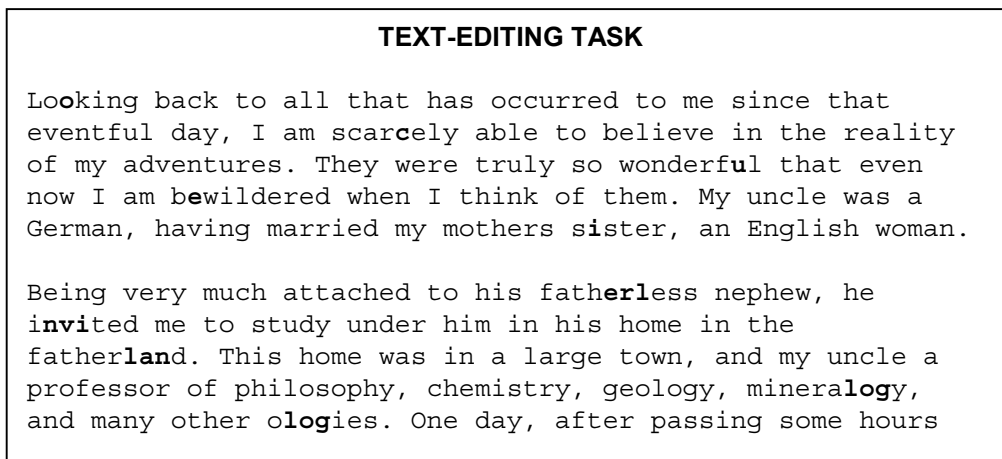 TEXT-EDITING TASK
Looking back to all that has occurred to me since that
eventful day, I am scarcely able to believe in the reality
of my adventures. They were truly so wonderful that even
now I am bewildered when I think of them. My uncle was a
German, having married my mothers sister, an English woman.
Being very much attached to his fatherless nephew, he
invited me to study under him in his home in the
fatherland. This home was in a large town, and my uncle a
professor of philosophy, chemistry, geology, mineralogy,
and many other ologies. One day, after passing some hours